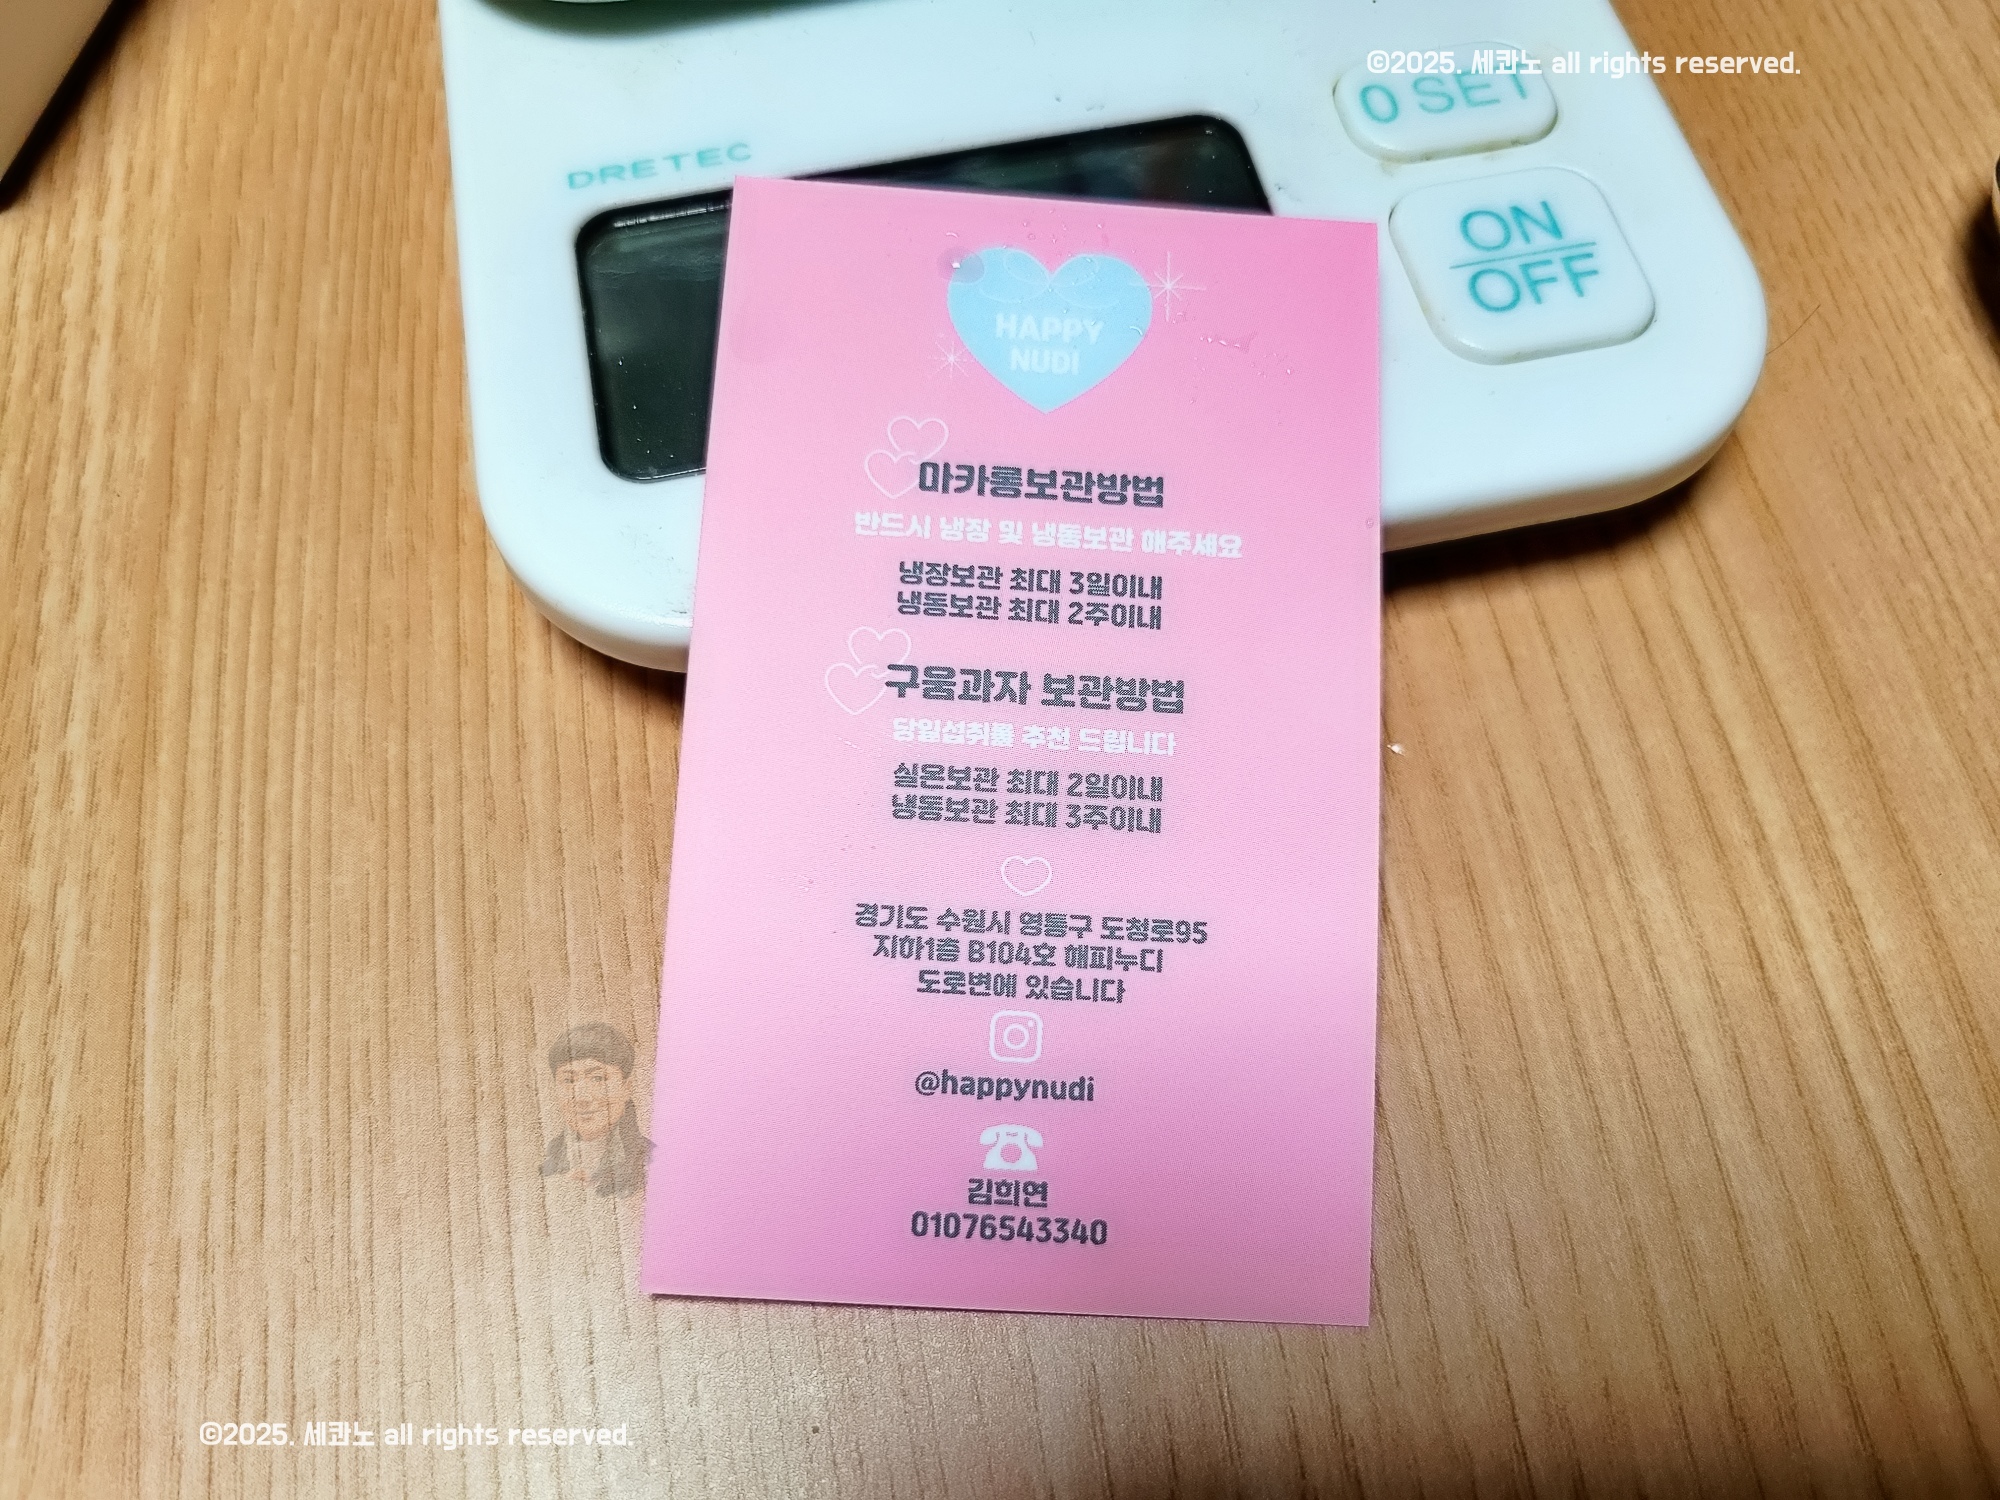 ©2025. 세콰노 all rights reserved.
0 SET
DRETEC
ON
OFF
HAPPY
NUDI
마카롱보관방법
반드시 냉장 및 냉동보관 해주세요
냉장보관 최대 3일이내
냉동보관 최대 2주이내
구움과자 보관방법
당일섭취를 추천 드립니다
실온보관 최대 2일이내
냉동보관 최대 3주이내
경기도 수원시 영통구 도청로95
지하1층 B104호 해피누디
도로변에 있습니다
@happynudi
김희연
01076543340
©2025. 세콰노 all rights reserved.